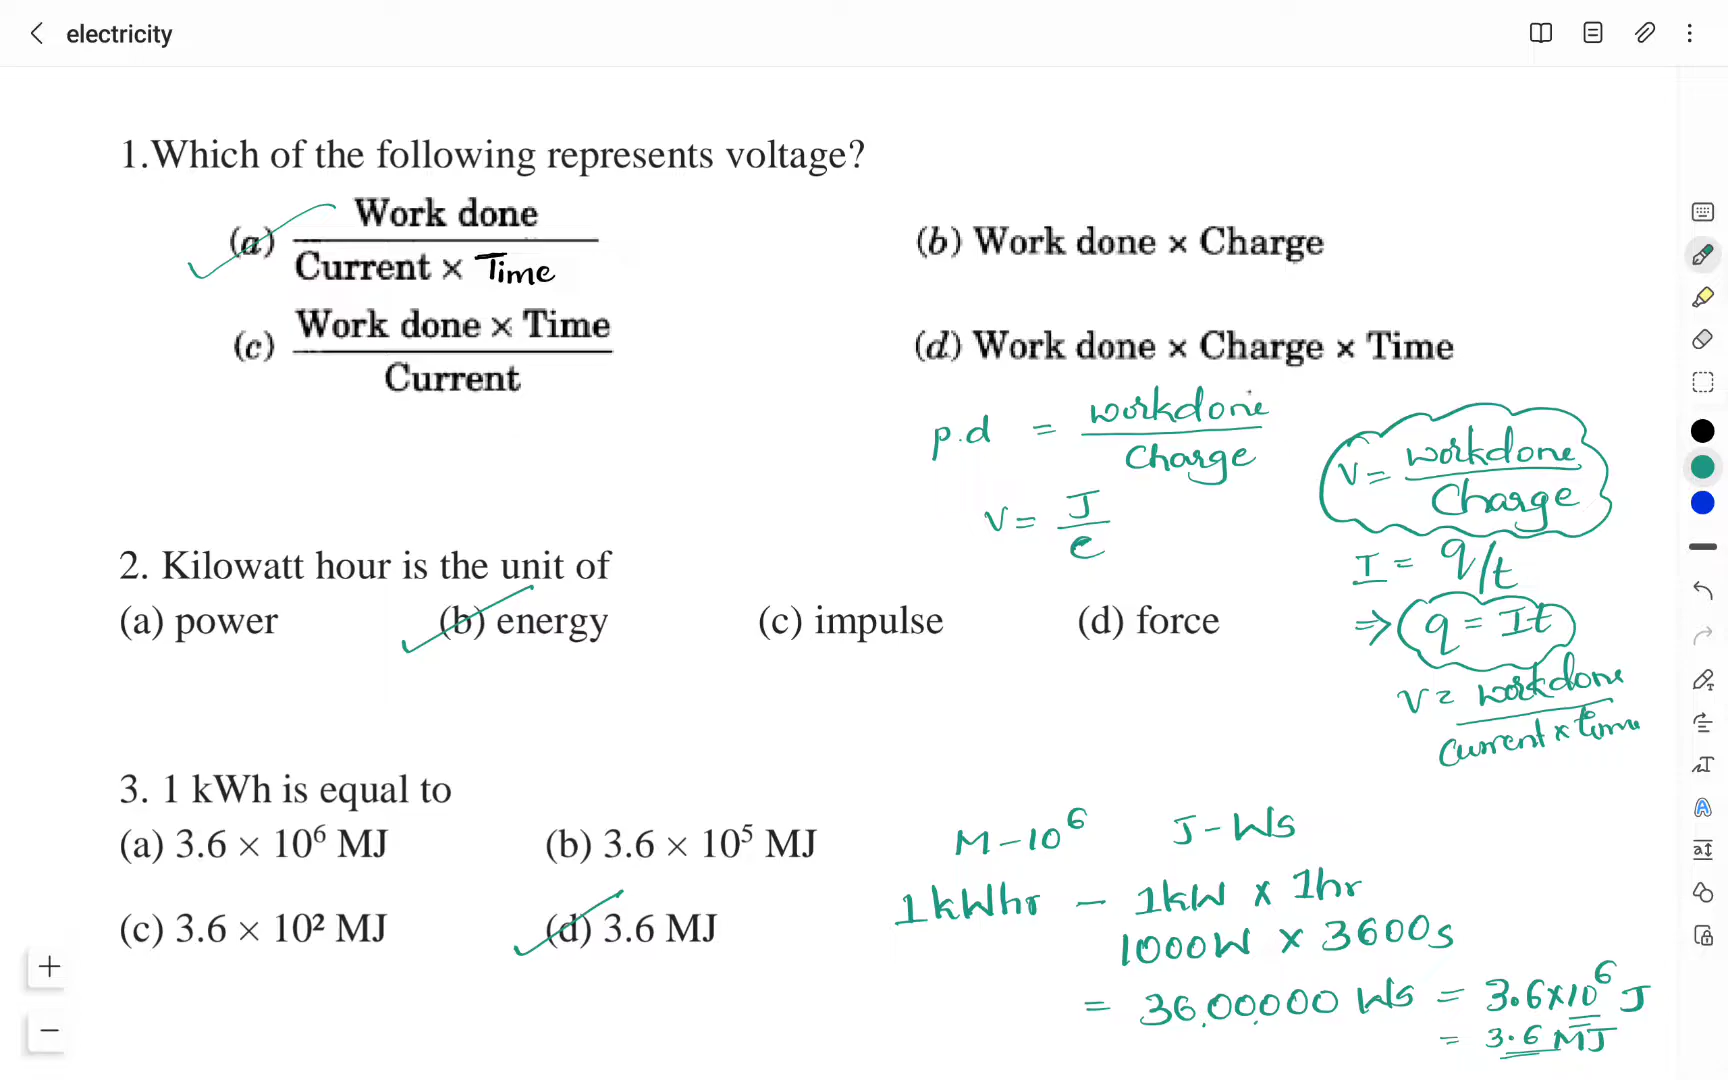 electricity
1.Which of the following represents voltage?
(a) Work done / Current × Time
(b) Work done × Charge
(c) Work done × Time / Current
(d) Work done × Charge × Time
p.d = workdone / Charge
V = J / C
V = workdone / Charge
I = q/t
⇒ q = It
V = workdone / Current × time
2. Kilowatt hour is the unit of
(a) power (b) energy (c) impulse (d) force
3. 1 kWh is equal to
(a) 3.6 × 10⁶ MJ (b) 3.6 × 10⁵ MJ
(c) 3.6 × 10² MJ (d) 3.6 MJ
M - 10⁶ J - Ws
1kWhr - 1kW × 1hr
1000W × 3600s
= 36,00,000 Ws = 3.6×10⁶ J
= 3.6 MJ